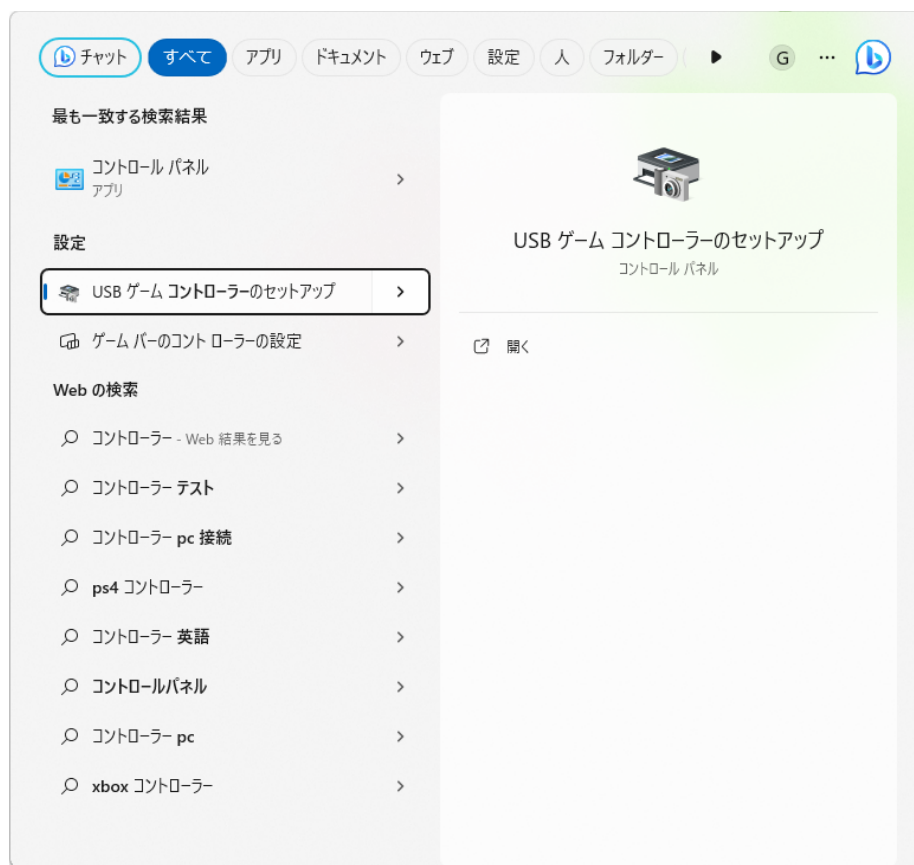 チャット すべて アプリ ドキュメント ウェブ 設定 人 フォルダー G ...
最も一致する検索結果
コントロール パネル
アプリ
設定
USB ゲーム コントローラーのセットアップ
ゲーム バーのコント ローラーの設定
Web の検索
コントローラー - Web 結果を見る
コントローラー テスト
コントローラー pc 接続
ps4 コントローラー
コントローラー 英語
コントロールパネル
コントローラー pc
xbox コントローラー
USB ゲーム コントローラーのセットアップ
コントロール パネル
開く